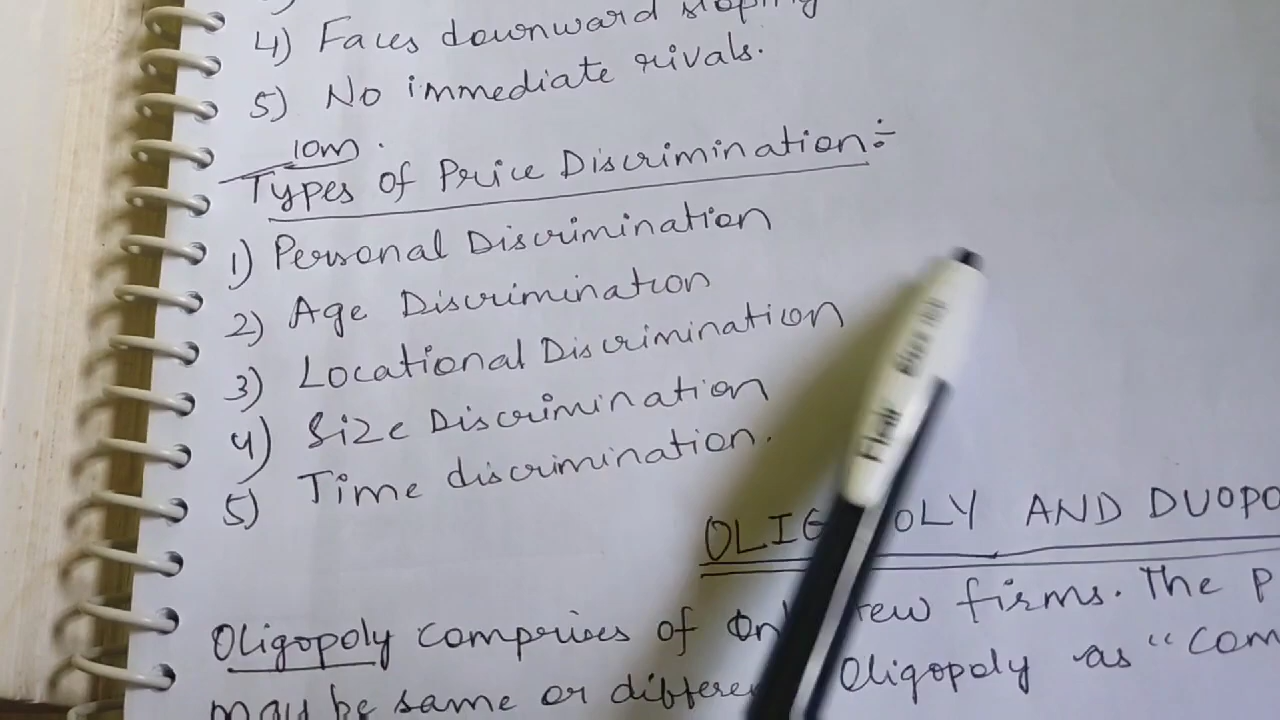 4) Faces downward sloping
5) No immediate rivals.
10m.
Types of Price Discrimination:-
1) Personal Discrimination
2) Age Discrimination
3) Locational Discrimination
4) Size Discrimination
5) Time discrimination.
Flair
OLIG OLY AND DUOPO
Oligopoly comprises of few firms. The P
may be same or differe Oligopoly as "com